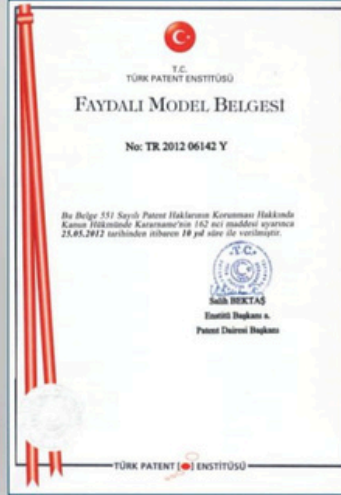 T.C.
TÜRK PATENT ENSTİTÜSÜ
FAYDALI MODEL BELGESİ
No: TR 2012 06142 Y
Bu Belge 551 Sayılı Patent Haklarının Korunması Hakkında
Kanun Hükmünde Kararname'nin 162 nci maddesi uyarınca
25.05.2012 tarihinden itibaren 10 yıl süre ile verilmiştir.
T.C.
Salih BEKTAŞ
Enstitü Başkanı a.
Patent Dairesi Başkanı
TÜRK PATENT ENSTİTÜSÜ